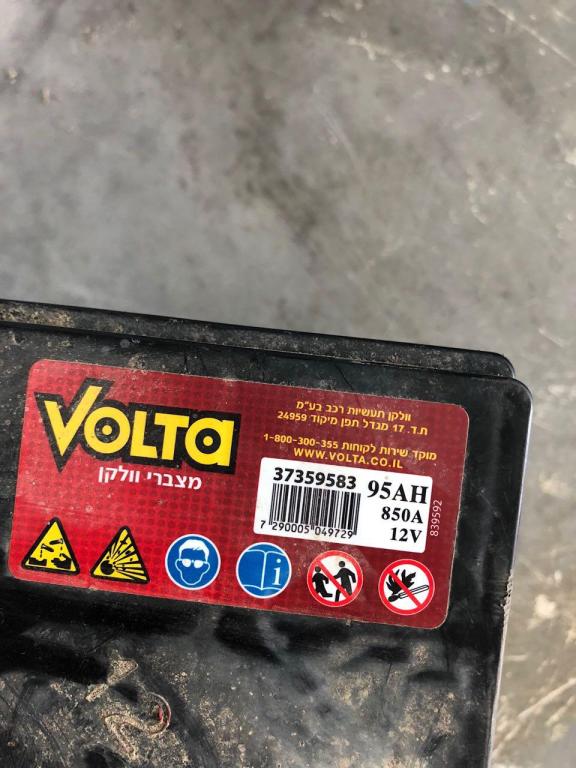 VOLTA
מצברי וולקן
וולקן תעשיות רכב בע"מ
ת.ד. 17 מגדל תפן מיקוד 24959
מוקד שירות לקוחות 1-800-300-355
WWW.VOLTA.CO.IL
37359583
7 290005 049729
95AH
850A
12V
839592